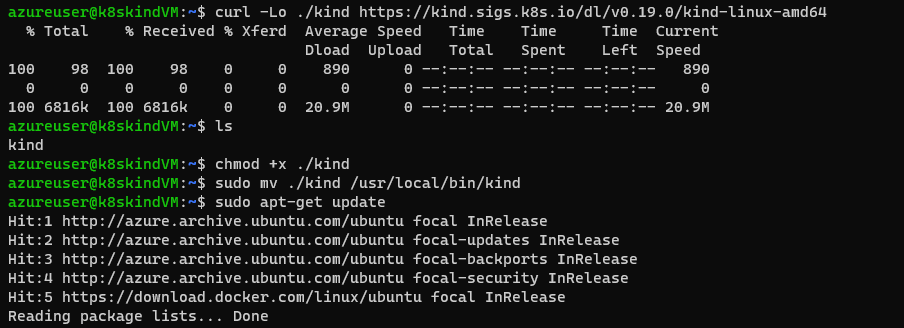 azureuser@k8skindVM:~$ curl -Lo ./kind https://kind.sigs.k8s.io/dl/v0.19.0/kind-linux-amd64
  % Total    % Received % Xferd  Average Speed   Time    Time     Time  Current
                                 Dload  Upload   Total   Spent    Left  Speed
100    98  100    98    0     0    890      0 --:--:-- --:--:-- --:--:--   890
  0     0    0     0    0     0      0      0 --:--:-- --:--:-- --:--:--     0
100 6816k  100 6816k    0     0  20.9M      0 --:--:-- --:--:-- --:--:-- 20.9M
azureuser@k8skindVM:~$ ls
kind
azureuser@k8skindVM:~$ chmod +x ./kind
azureuser@k8skindVM:~$ sudo mv ./kind /usr/local/bin/kind
azureuser@k8skindVM:~$ sudo apt-get update
Hit:1 http://azure.archive.ubuntu.com/ubuntu focal InRelease
Hit:2 http://azure.archive.ubuntu.com/ubuntu focal-updates InRelease
Hit:3 http://azure.archive.ubuntu.com/ubuntu focal-backports InRelease
Hit:4 http://azure.archive.ubuntu.com/ubuntu focal-security InRelease
Hit:5 https://download.docker.com/linux/ubuntu focal InRelease
Reading package lists... Done